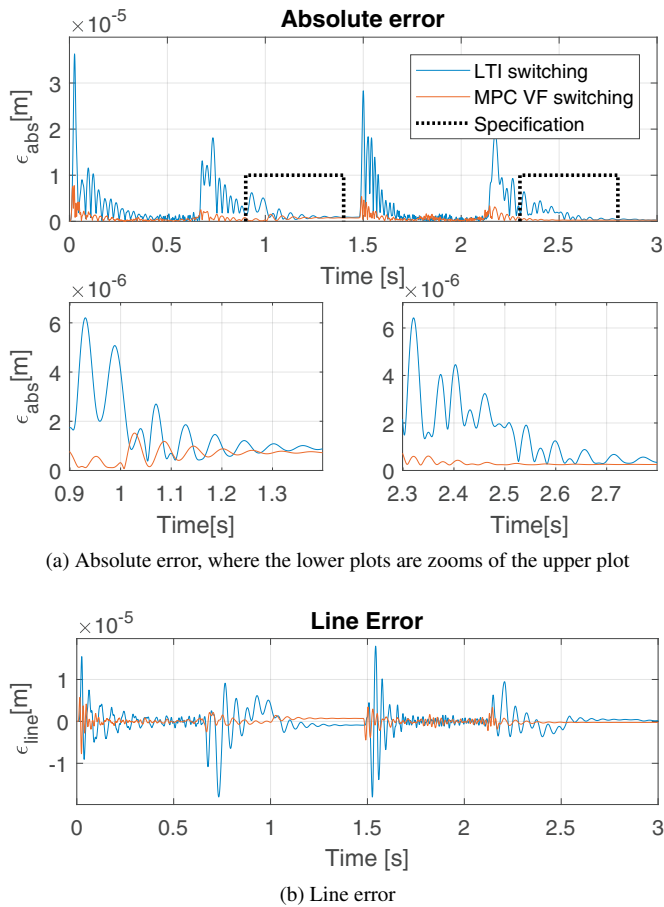 Absolute error
×10⁻⁵
ϵabs[m]
3
2
1
0
LTI switching
MPC VF switching
Specification
0 0.5 1 1.5 2 2.5 3
Time [s]
×10⁻⁶
ϵabs[m]
6
4
2
0
0.9 1 1.1 1.2 1.3
Time[s]
×10⁻⁶
6
4
2
0
2.3 2.4 2.5 2.6 2.7
Time[s]
(a) Absolute error, where the lower plots are zooms of the upper plot
Line Error
×10⁻⁵
ϵline[m]
1
0
-1
0 0.5 1 1.5 2 2.5 3
Time [s]
(b) Line error